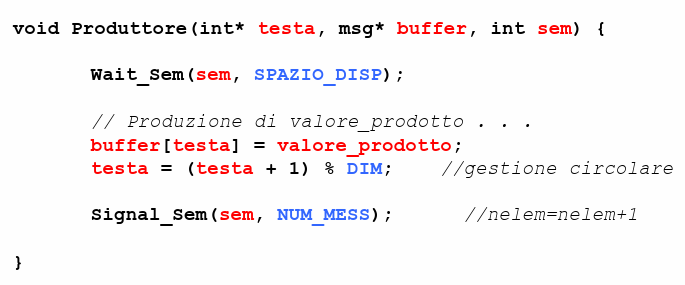 void Produttore(int* testa, msg* buffer, int sem) {
Wait_Sem(sem, SPAZIO_DISP);
// Produzione di valore_prodotto . . .
buffer[testa] = valore_prodotto;
testa = (testa + 1) % DIM; //gestione circolare
Signal_Sem(sem, NUM_MESS); //nelem=nelem+1
}